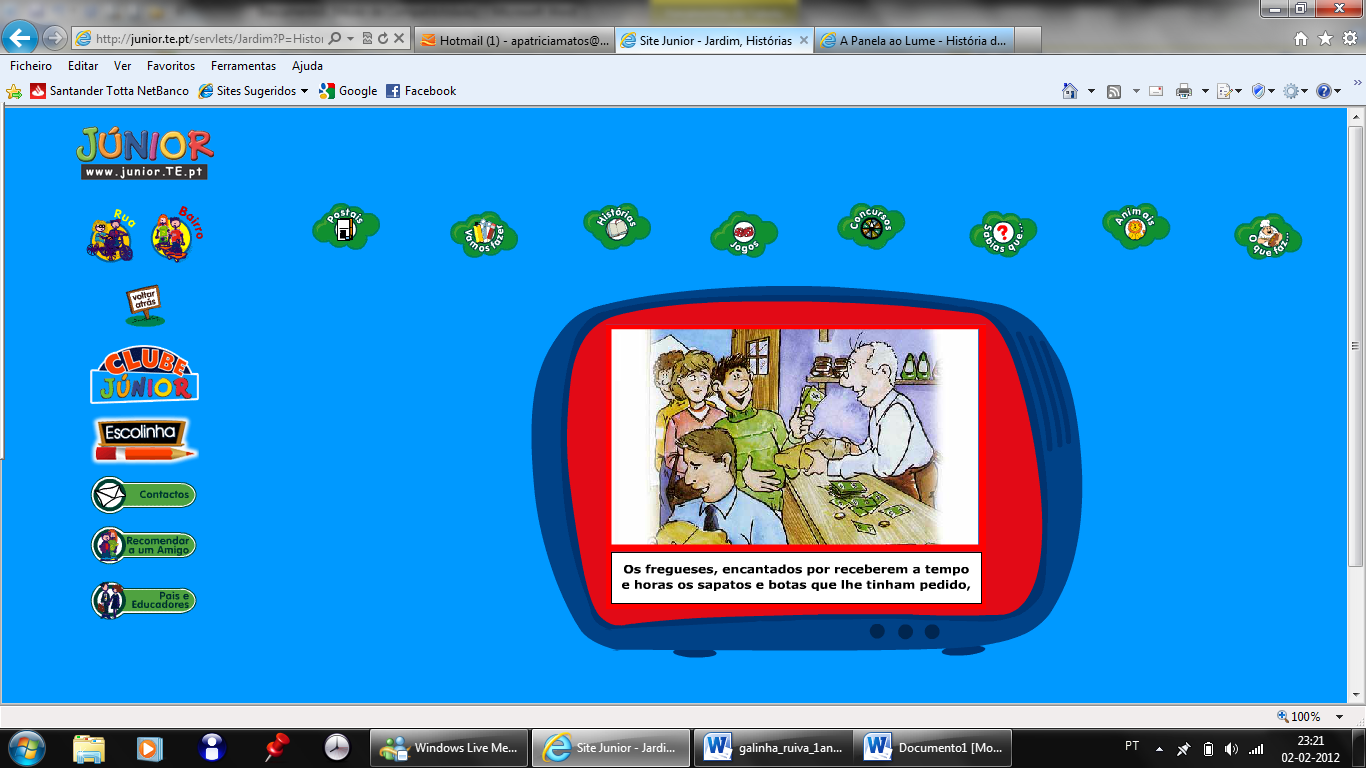 http://junior.te.pt/servlets/Jardim?P=Histor
Hotmail (1) - apatriciamatos@...
Site Junior - Jardim, Histórias
A Panela ao Lume - História d...
Ficheiro Editar Ver Favoritos Ferramentas Ajuda
Santander Totta NetBanco Sites Sugeridos Google Facebook
JÚNIOR
www.junior.TE.pt
Rua
Bairro
Postais
Vamos fazer
Histórias
Jogos
Concursos
Sabias que...
Animais
O que faz...
voltar
atrás
CLUBE
JÚNIOR
Escolinha
Contactos
Recomendar
a um Amigo
Pais e
Educadores
Os fregueses, encantados por receberem a tempo
e horas os sapatos e botas que lhe tinham pedido,
100%
Windows Live Me...
Site Junior - Jardi...
galinha_ruiva_1an...
Documento1 [Mo...
PT
23:21
02-02-2012